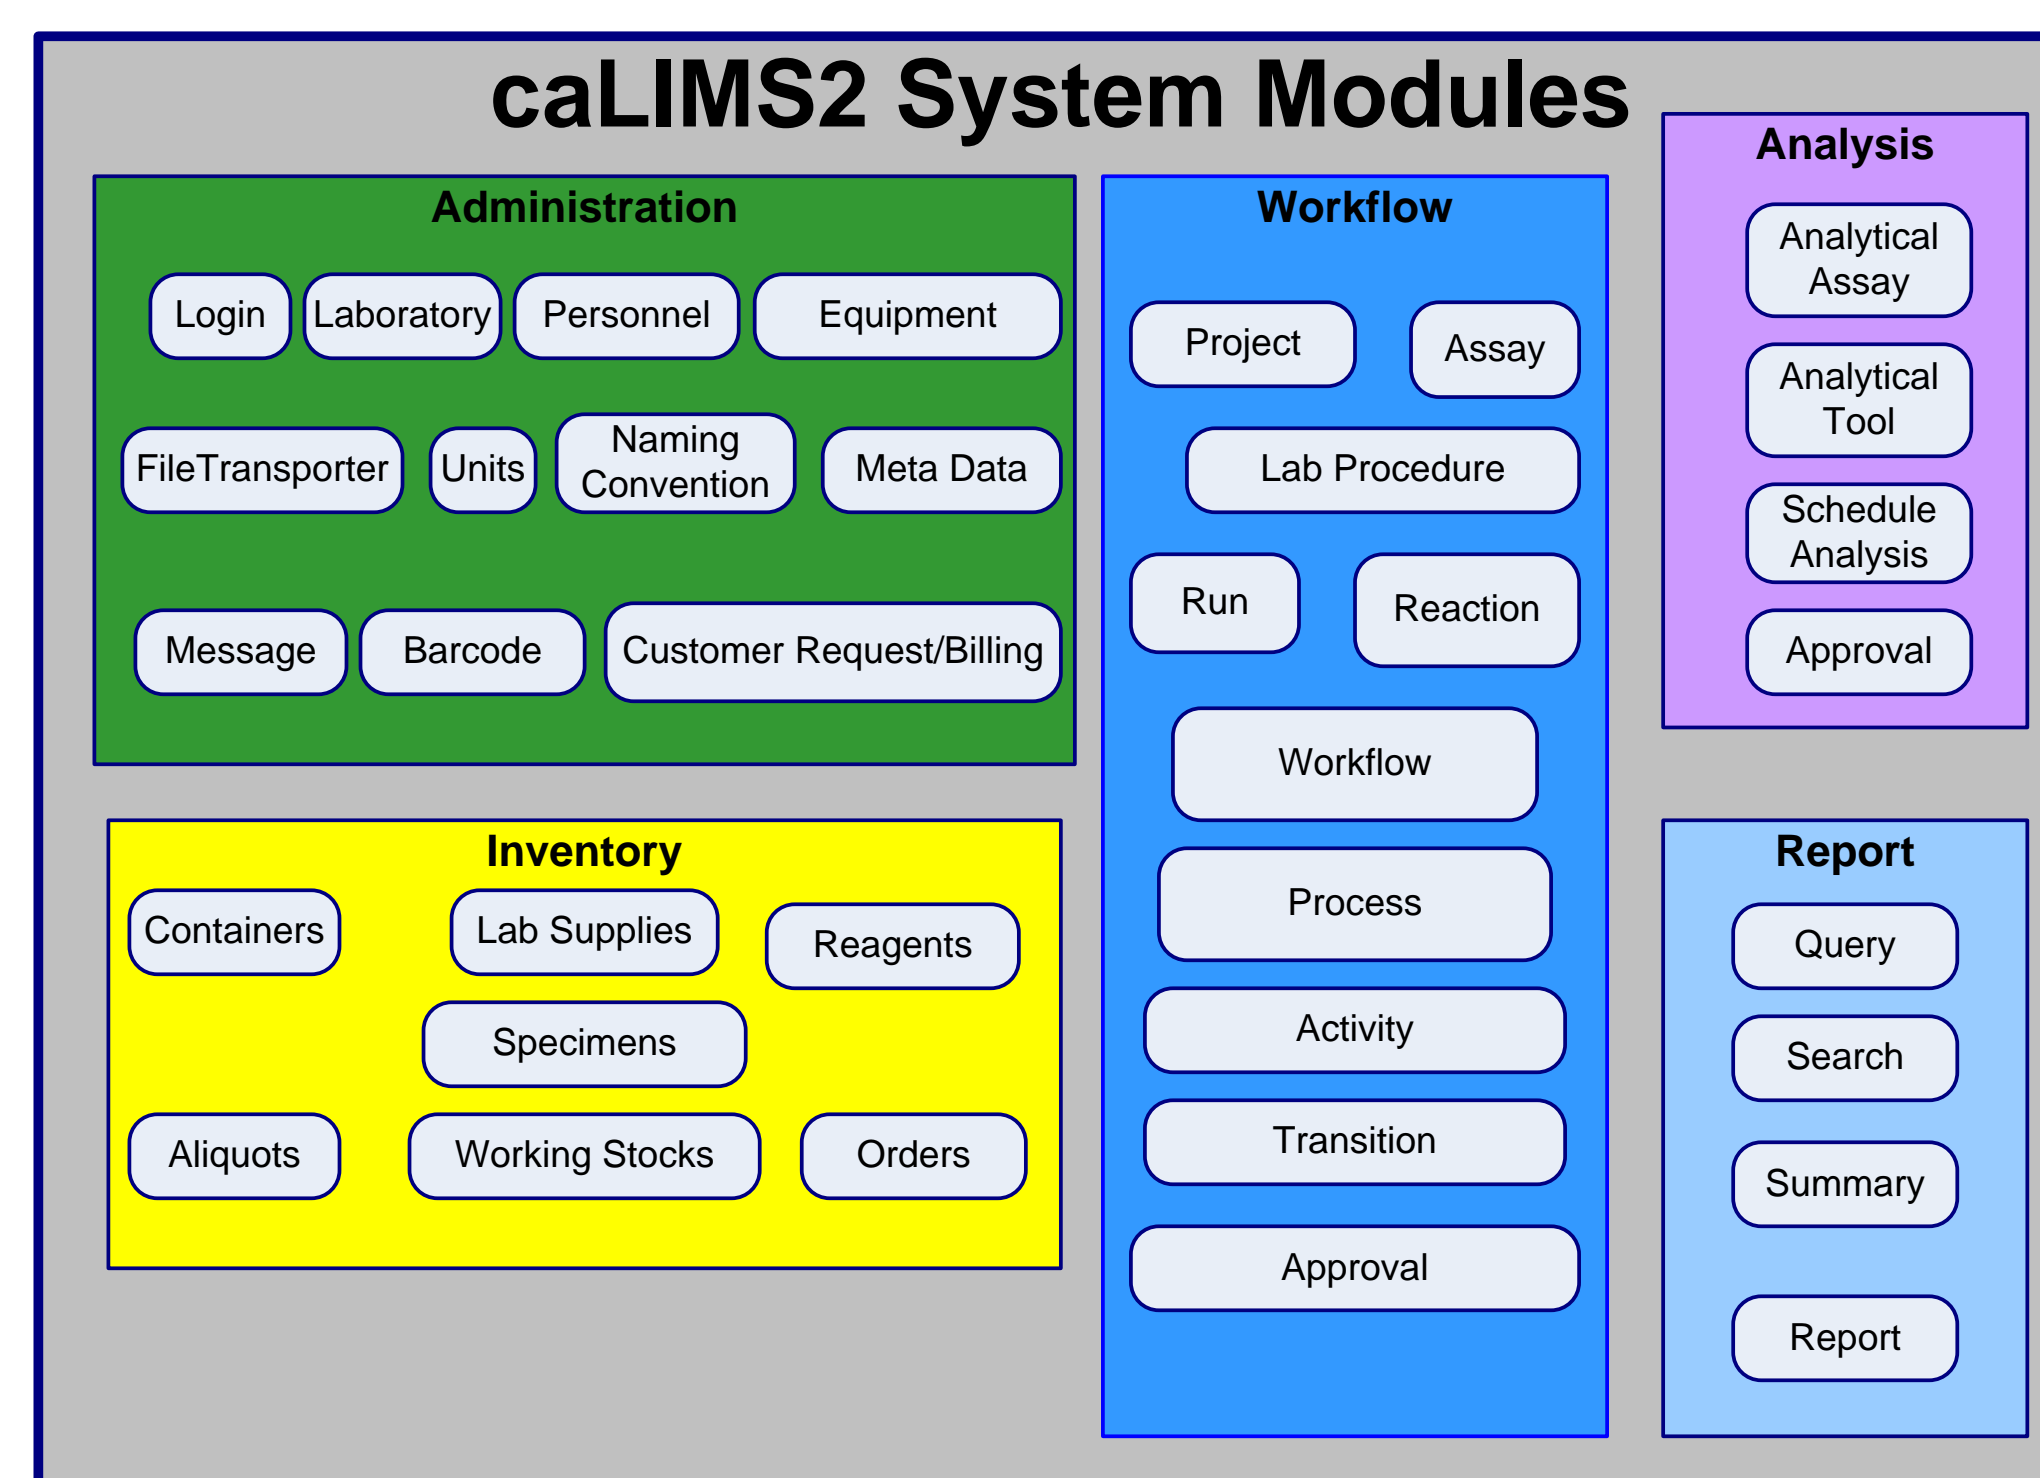 caLIMS2 System Modules
Administration
Login
Laboratory
Personnel
Equipment
FileTransporter
Units
Naming
Convention
Meta Data
Message
Barcode
Customer Request/Billing
Inventory
Containers
Lab Supplies
Reagents
Specimens
Aliquots
Working Stocks
Orders
Workflow
Project
Assay
Lab Procedure
Run
Reaction
Workflow
Process
Activity
Transition
Approval
Analysis
Analytical
Assay
Analytical
Tool
Schedule
Analysis
Approval
Report
Query
Search
Summary
Report